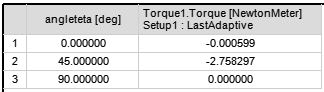 angleteta [deg] Torque1.Torque [NewtonMeter]
Setup1 : LastAdaptive
1 0.000000 -0.000599
2 45.000000 -2.758297
3 90.000000 0.000000